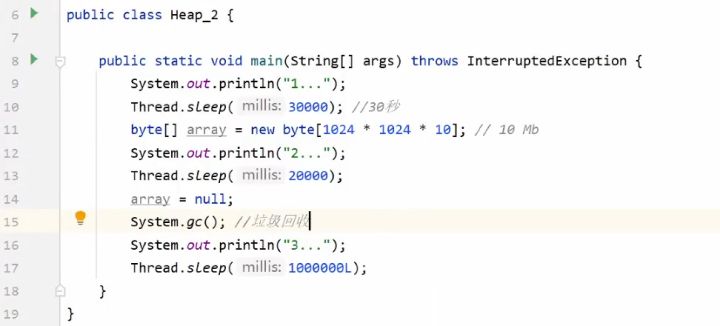 6 public class Heap_2 {
7
8 public static void main(String[] args) throws InterruptedException {
9 System.out.println("1...");
10 Thread.sleep( millis: 30000); //30秒
11 byte[] array = new byte[1024 * 1024 * 10]; // 10 Mb
12 System.out.println("2...");
13 Thread.sleep( millis: 20000);
14 array = null;
15 System.gc(); //垃圾回收
16 System.out.println("3...");
17 Thread.sleep( millis: 1000000L);
18 }
19 }